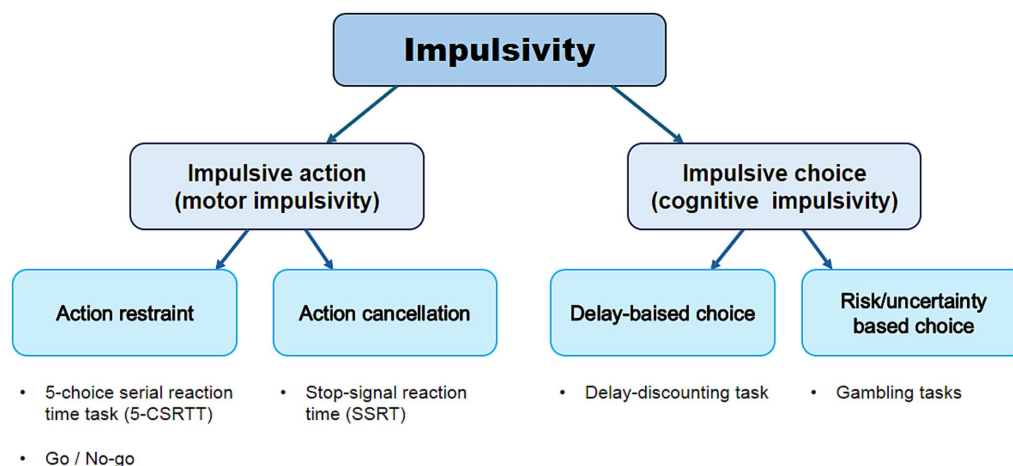 Impulsivity
Impulsive action
(motor impulsivity)
Impulsive choice
(cognitive impulsivity)
Action restraint
Action cancellation
Delay-baised choice
Risk/uncertainty
based choice
• 5-choice serial reaction
time task (5-CSRTT)
• Go / No-go
• Stop-signal reaction
time (SSRT)
• Delay-discounting task
• Gambling tasks